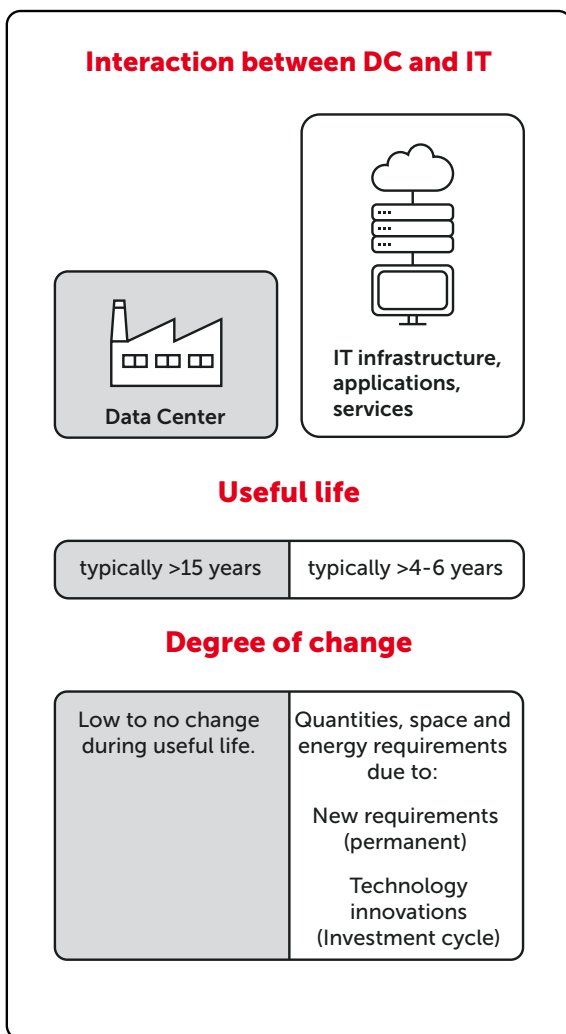 Interaction between DC and IT
Data Center
IT infrastructure,
applications,
services
Useful life
typically >15 years
typically >4-6 years
Degree of change
Low to no change
during useful life.
Quantities, space and
energy requirements
due to:
New requirements
(permanent)
Technology
innovations
(Investment cycle)